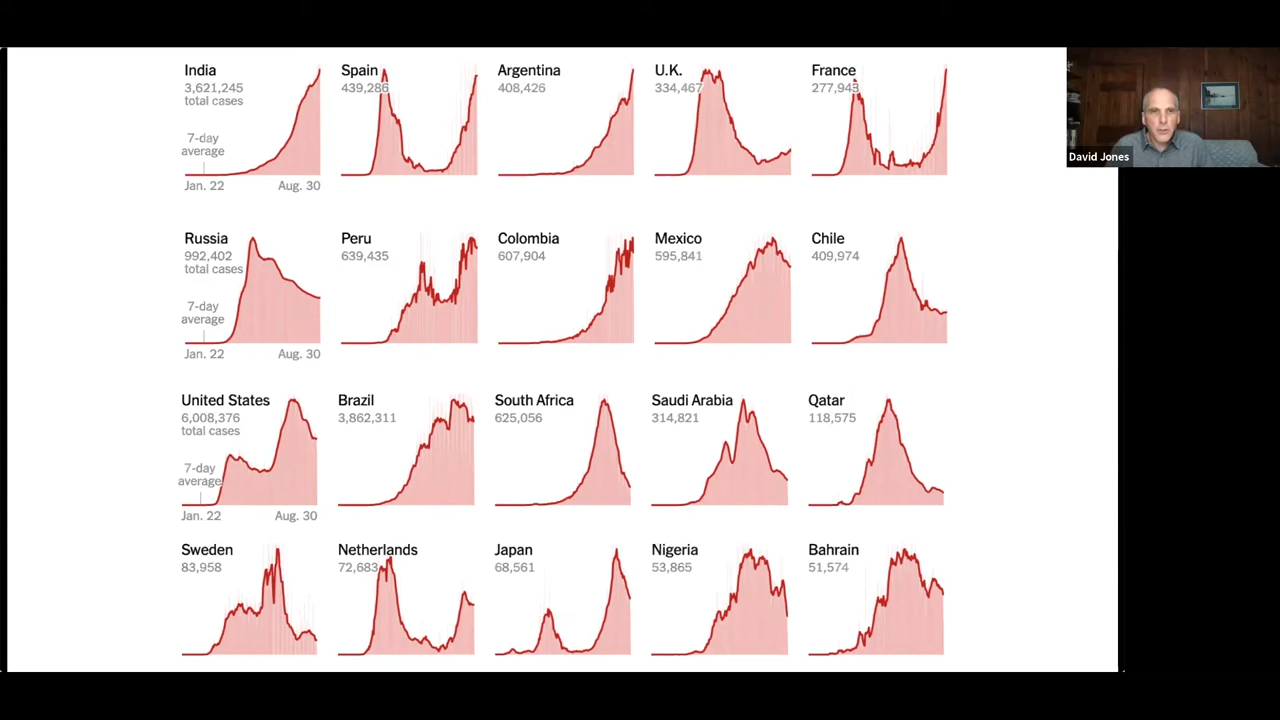 India
3,621,245
total cases
7-day
average
Jan. 22
Aug. 30
Spain
439,286
Argentina
408,426
U.K.
334,467
France
277,943
David Jones
Russia
992,402
total cases
7-day
average
Jan. 22
Aug. 30
Peru
639,435
Colombia
607,904
Mexico
595,841
Chile
409,974
United States
6,008,376
total cases
7-day
average
Jan. 22
Aug. 30
Brazil
3,862,311
South Africa
625,056
Saudi Arabia
314,821
Qatar
118,575
Sweden
83,958
Netherlands
72,683
Japan
68,561
Nigeria
53,865
Bahrain
51,574